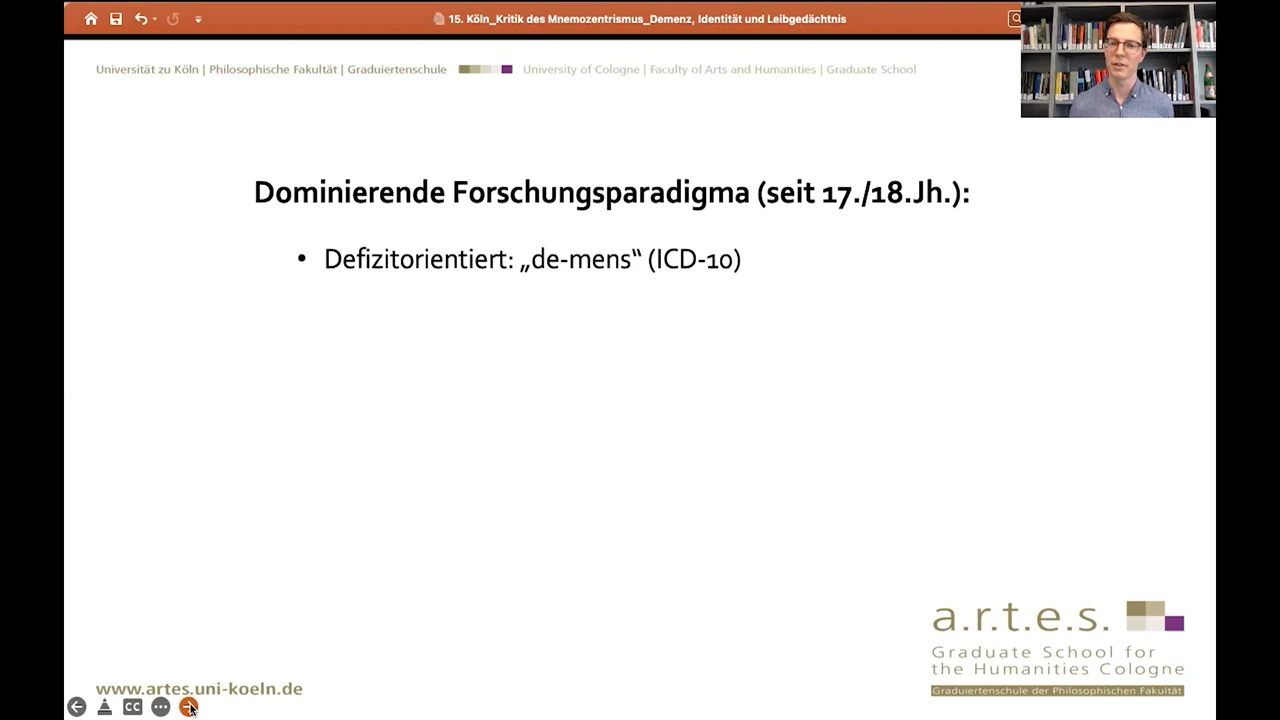 15. Köln_Kritik des Mnemozentrismus_Demenz, Identität und Leibgedächtnis
Universität zu Köln | Philosophische Fakultät | Graduiertenschule
University of Cologne | Faculty of Arts and Humanities | Graduate School
Dominierende Forschungsparadigma (seit 17./18.Jh.):
• Defizitorientiert: „de-mens“ (ICD-10)
a.r.t.e.s.
Graduate School for
the Humanities Cologne
Graduiertenschule der Philosophischen Fakultät
www.artes.uni-koeln.de
CC